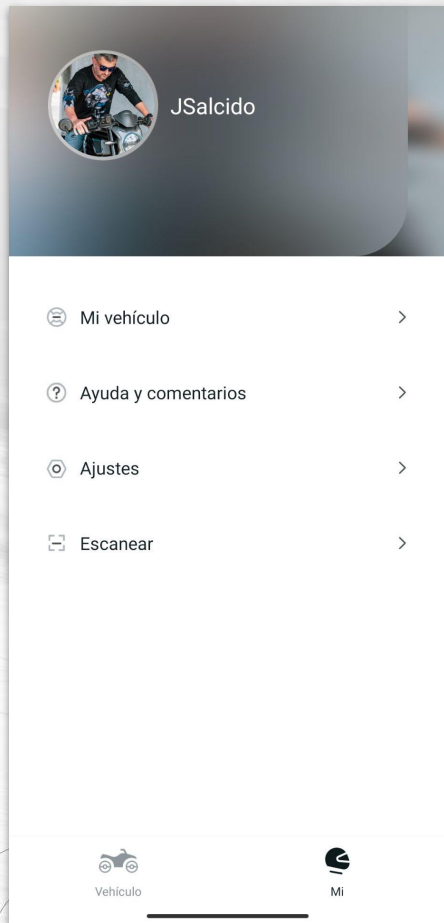 JSalcido
Mi vehículo
Ayuda y comentarios
Ajustes
Escanear
Vehículo
Mi